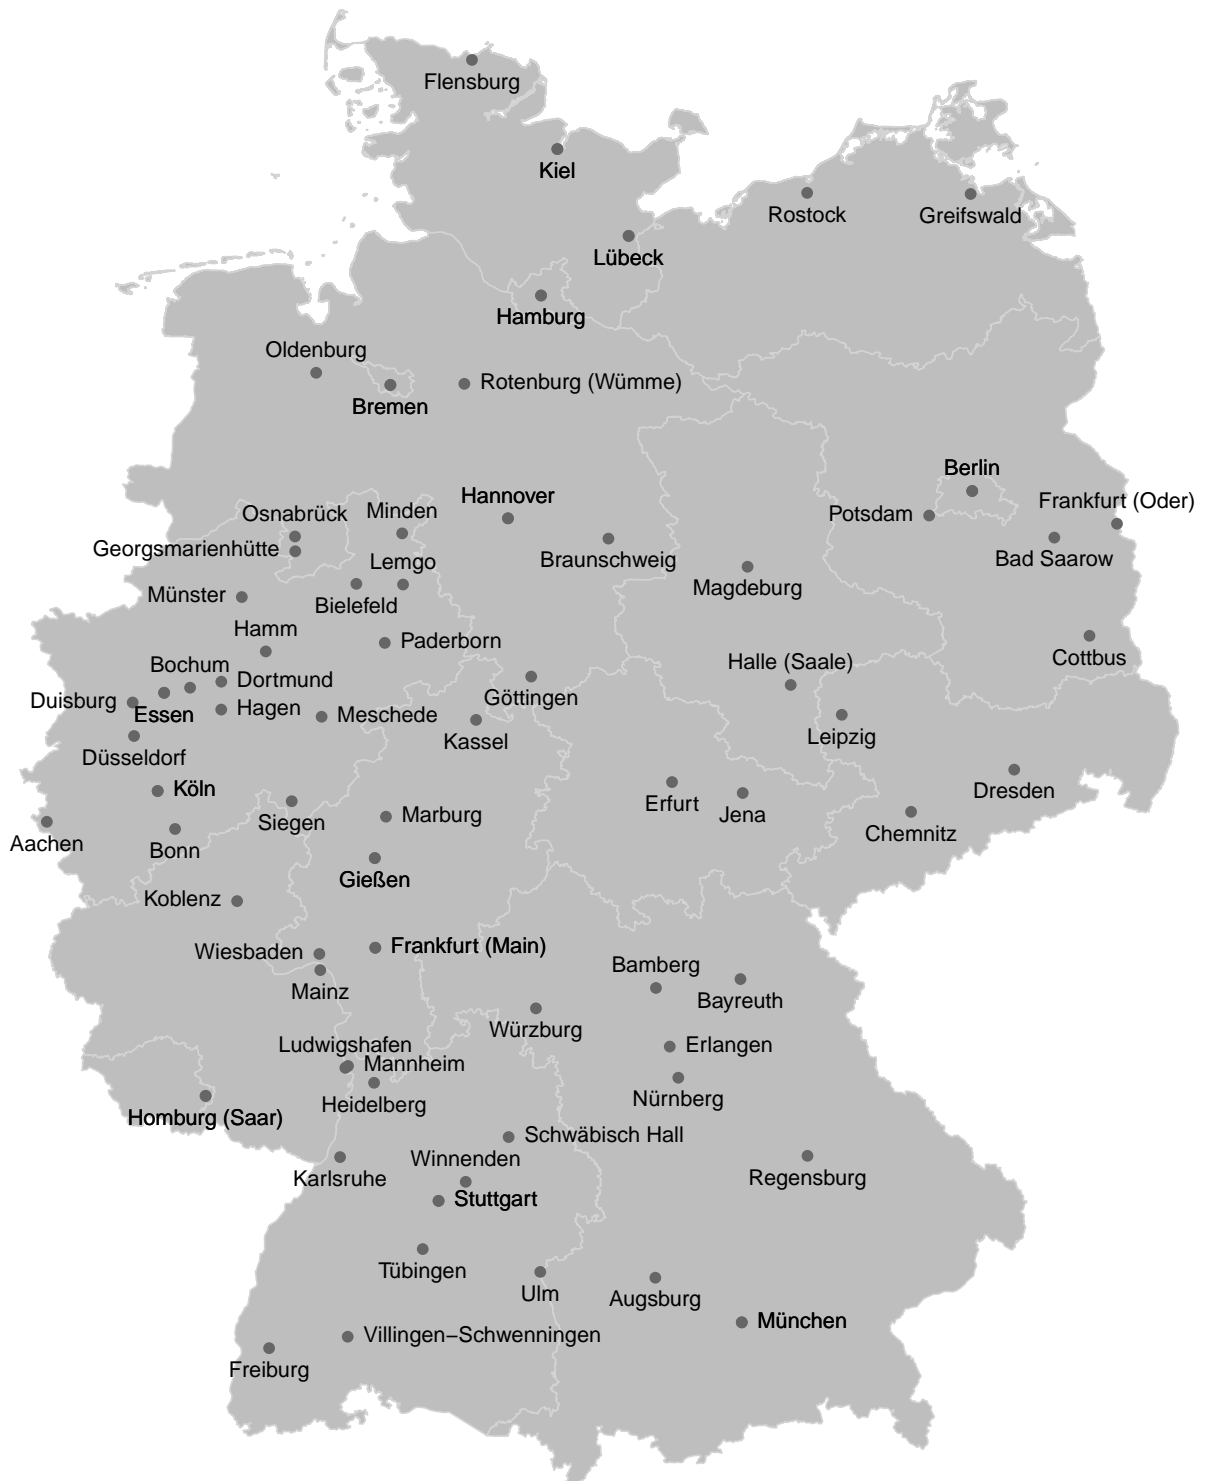 Flensburg
Kiel
Rostock
Greifswald
Lübeck
Hamburg
Oldenburg
Rotenburg (Wümme)
Bremen
Berlin
Hannover
Frankfurt (Oder)
Osnabrück
Minden
Potsdam
Georgsmarienhütte
Braunschweig
Bad Saarow
Lemgo
Magdeburg
Münster
Bielefeld
Hamm
Paderborn
Cottbus
Bochum
Halle (Saale)
Dortmund
Göttingen
Duisburg
Essen
Hagen
Meschede
Kassel
Leipzig
Düsseldorf
Köln
Dresden
Erfurt
Jena
Siegen
Marburg
Chemnitz
Aachen
Bonn
Gießen
Koblenz
Wiesbaden
Frankfurt (Main)
Bamberg
Mainz
Bayreuth
Würzburg
Ludwigshafen
Erlangen
Mannheim
Heidelberg
Nürnberg
Homburg (Saar)
Schwäbisch Hall
Winnenden
Karlsruhe
Regensburg
Stuttgart
Tübingen
Ulm
Augsburg
München
Villingen–Schwenningen
Freiburg